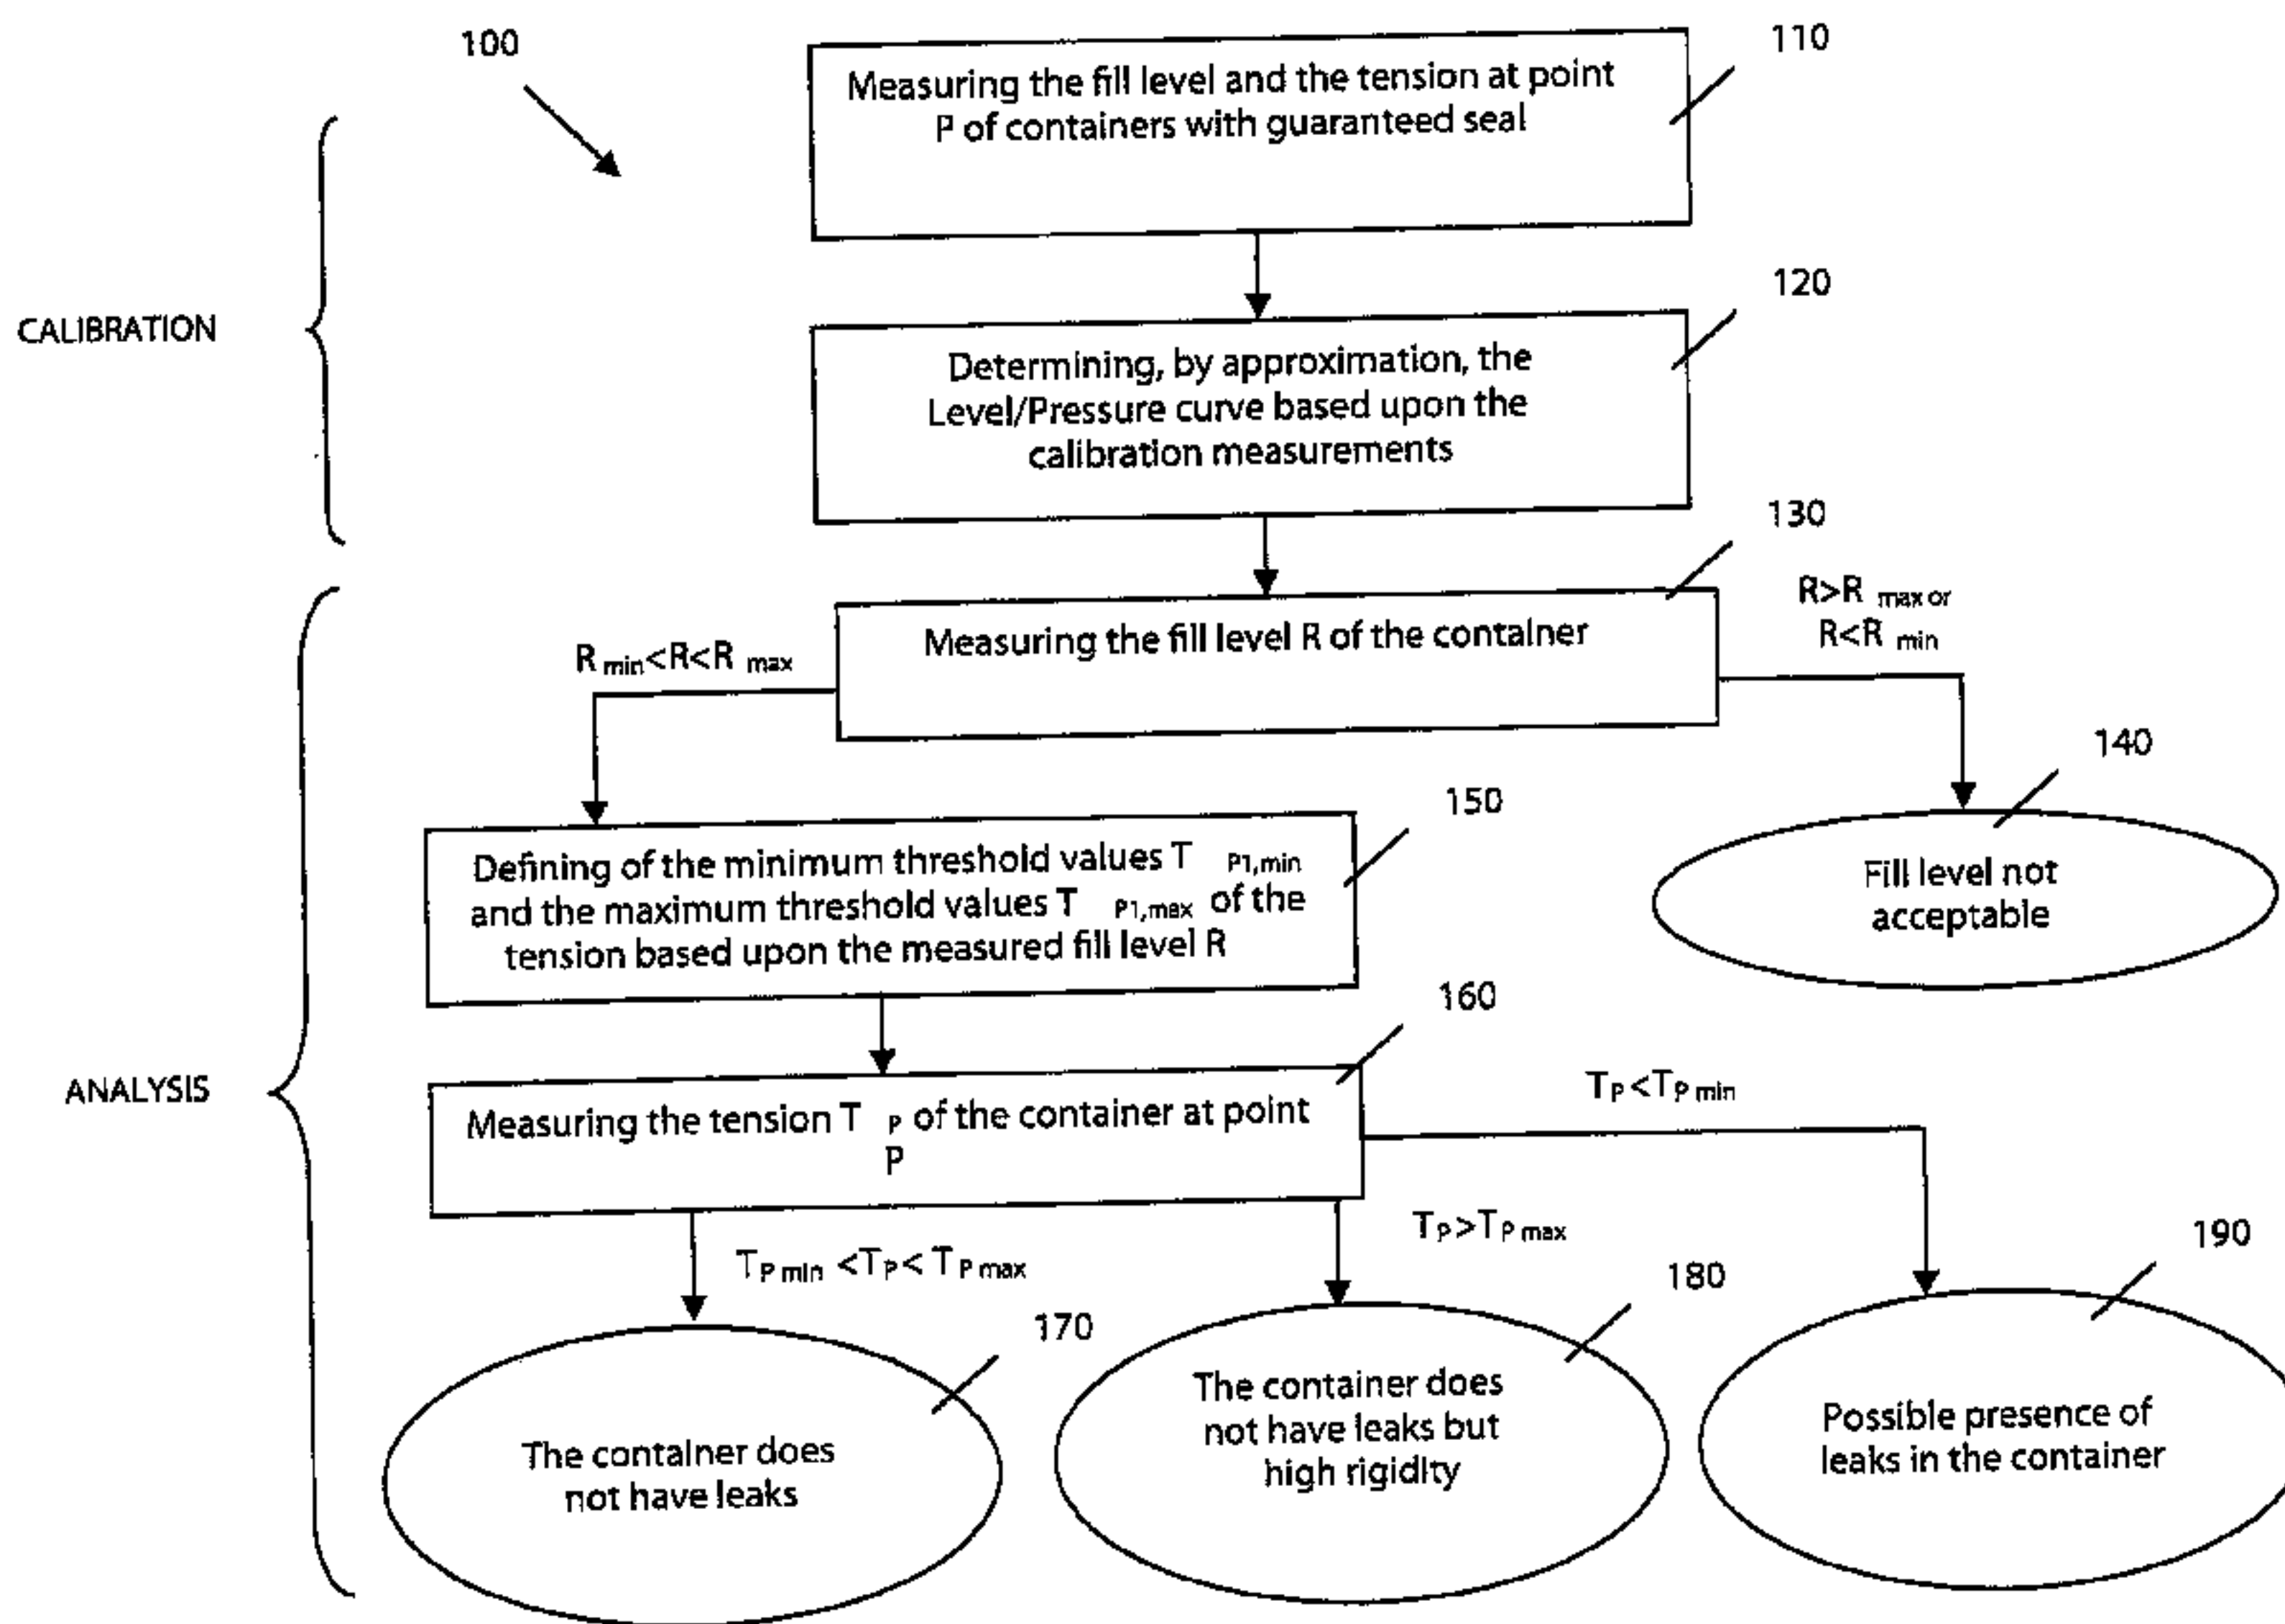 100
110
Measuring the fill level and the tension at point
P of containers with guaranteed seal
120
CALIBRATION
Determining, by approximation, the
Level/Pressure curve based upon the
calibration measurements
130
R>R max or
R<R min
Measuring the fill level R of the container
R min<R<R max
140
150
Defining of the minimum threshold values T P1,min
and the maximum threshold values T P1,max of the
tension based upon the measured fill level R
Fill level not
acceptable
160
ANALYSIS
Measuring the tension T P of the container at point
P
TP<TP min
TP>TP max
TP min <TP< TP max
190
180
170
The container does
not have leaks
The container does
not have leaks but
high rigidity
Possible presence of
leaks in the container